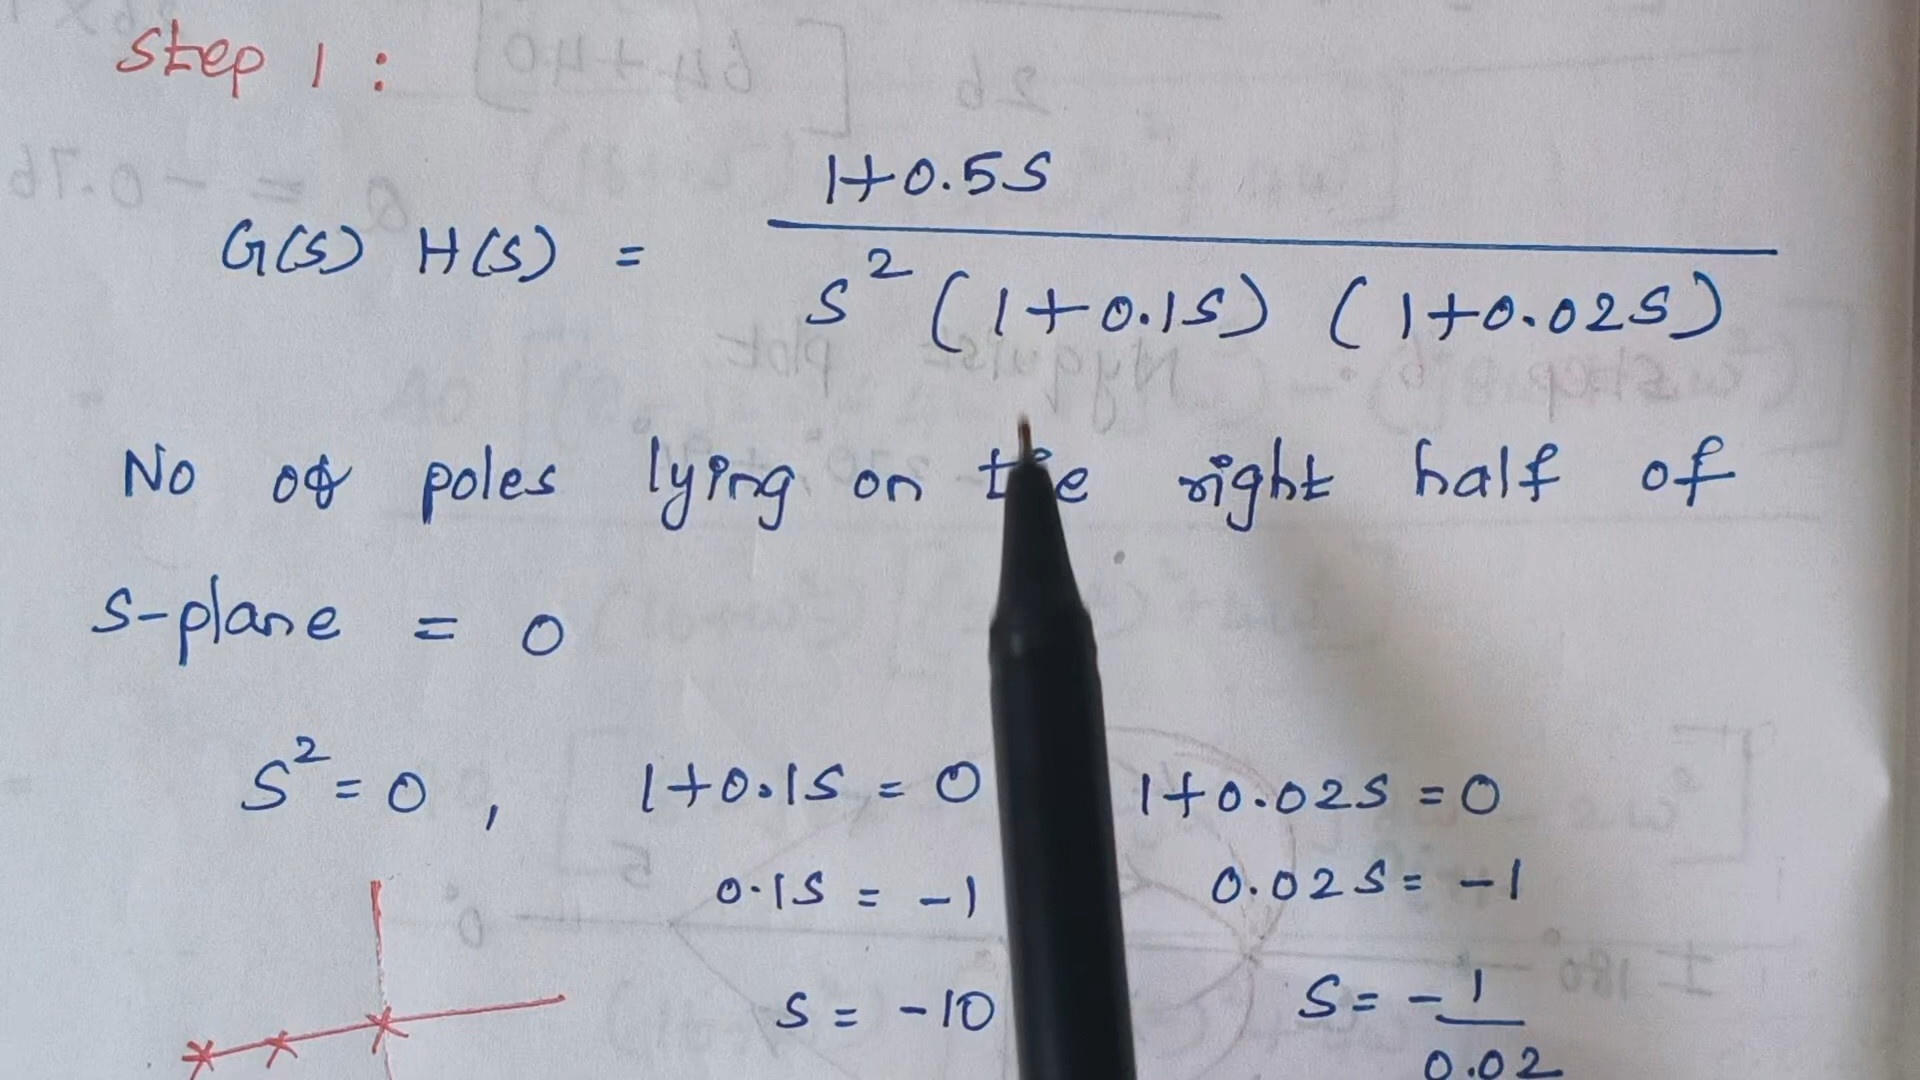 Step 1 :
1+0.5S
G(S) H(S) =
S² (1+0.1S) (1+0.02S)
No of poles lying on the right half of
S-plane = 0
S² = 0 , 1+0.1S = 0 1+0.02S = 0
0.1S = -1 0.02S = -1
S = -10 S = -1
0.02